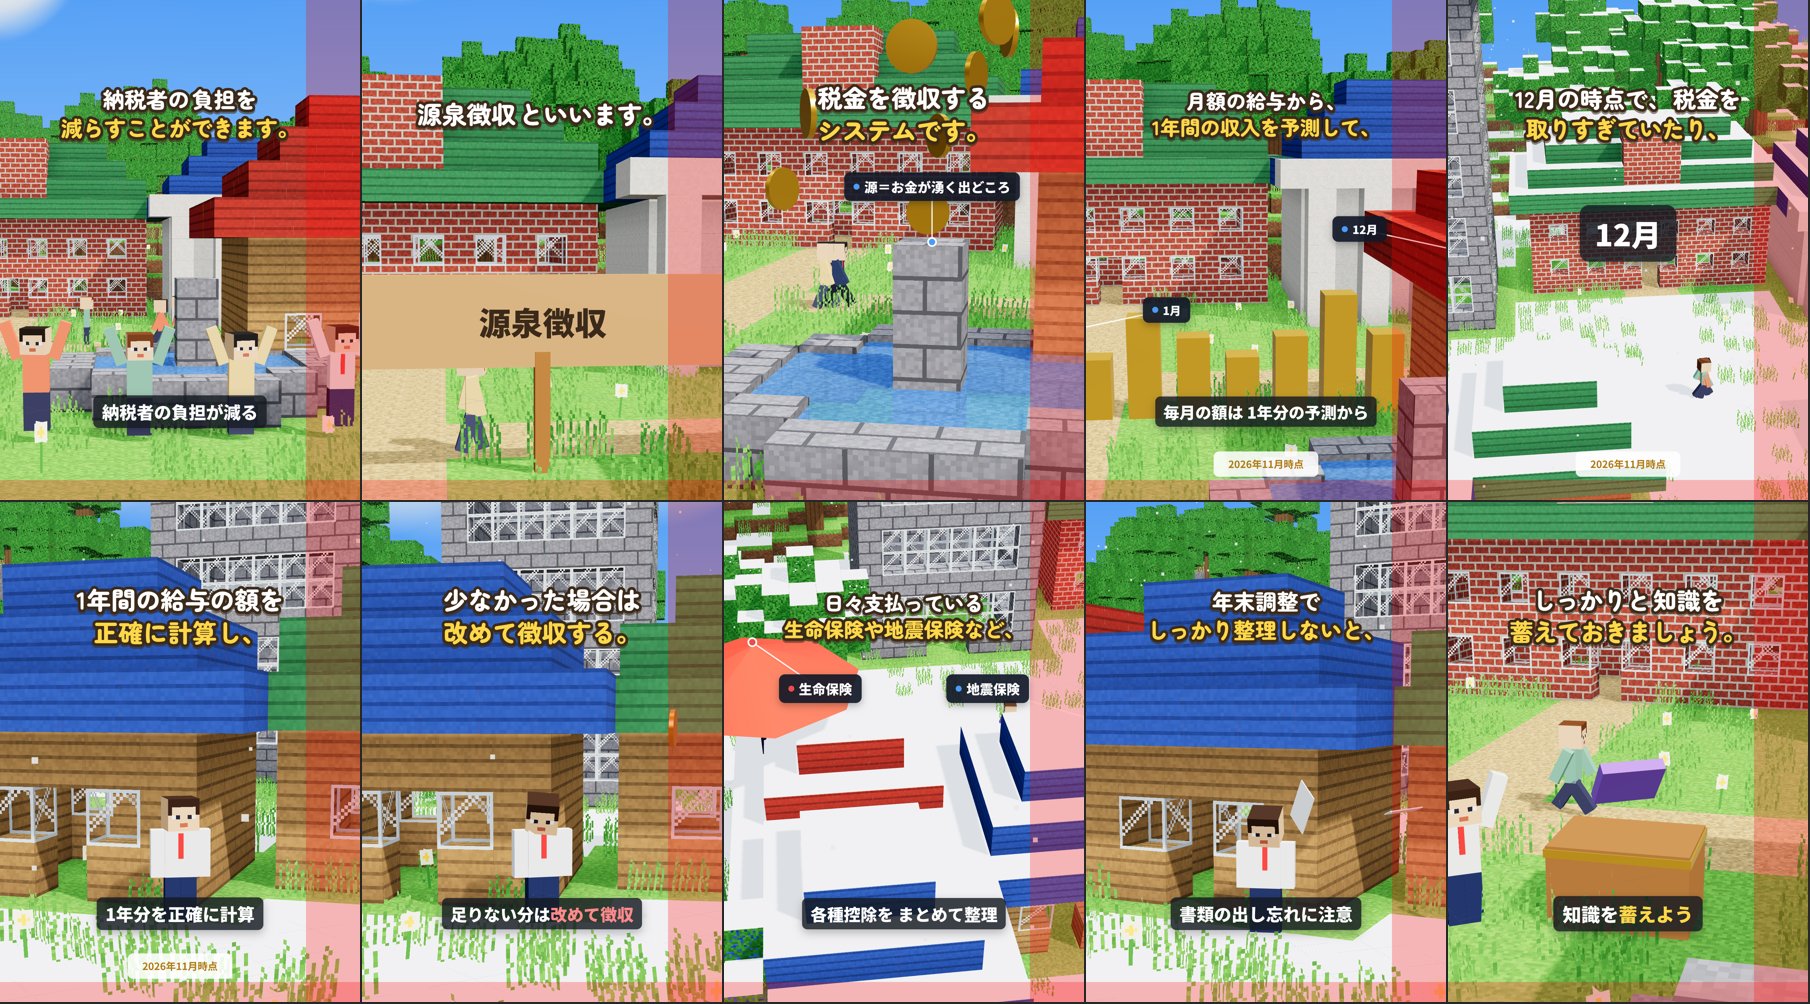 納税者の負担を
減らすことができます。
納税者の負担が減る
源泉徴収といいます。
源泉徴収
税金を徴収する
システムです。
源＝お金が湧く出どころ
月額の給与から、
1年間の収入を予測して、
12月
1月
毎月の額は 1年分の予測から
2026年11月時点
12月の時点で、税金を
取りすぎていたり、
12月
2026年11月時点
1年間の給与の額を
正確に計算し、
1年分を正確に計算
2026年11月時点
少なかった場合は
改めて徴収する。
足りない分は改めて徴収
日々支払っている
生命保険や地震保険など、
生命保険
地震保険
各種控除を まとめて整理
年末調整で
しっかり整理しないと、
書類の出し忘れに注意
しっかりと知識を
蓄えておきましょう。
知識を蓄えよう